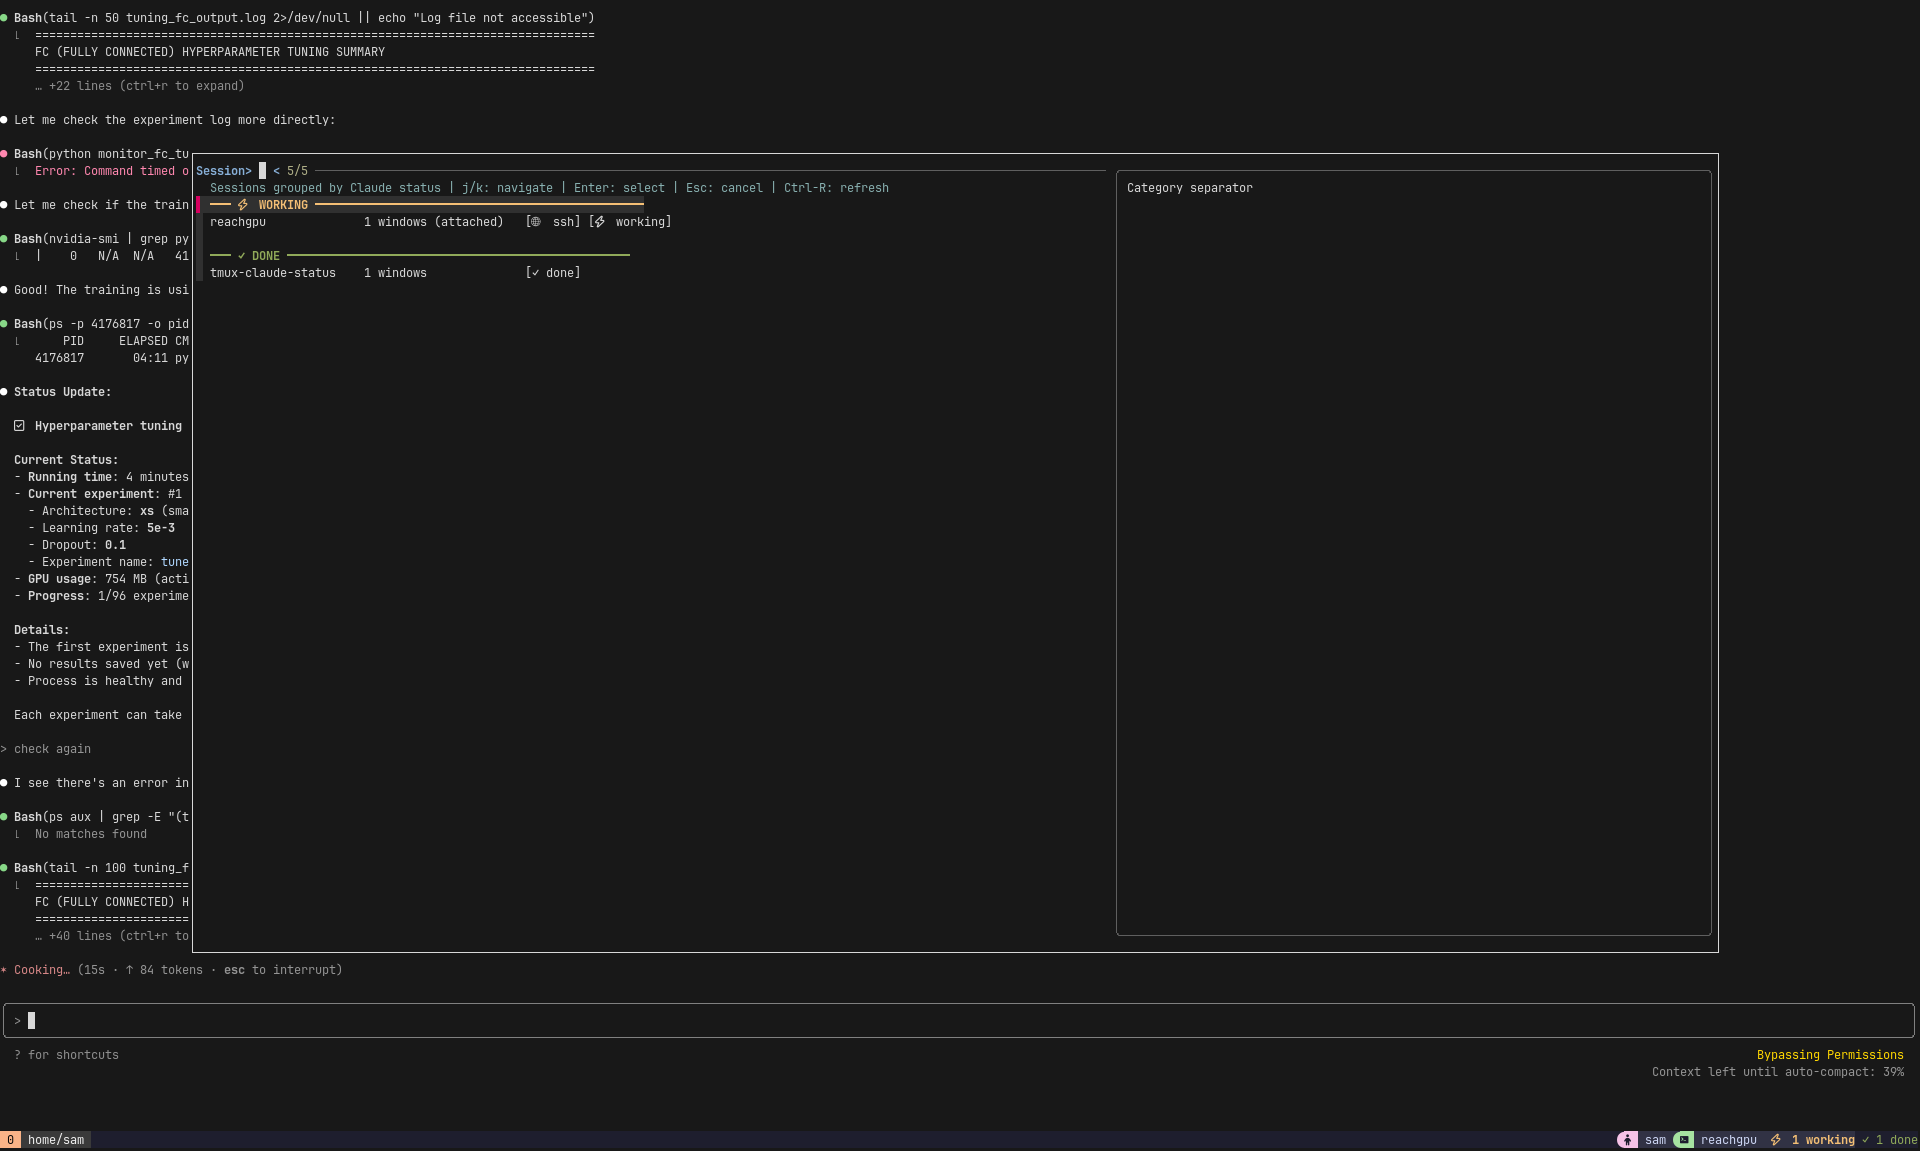 ● Bash(tail -n 50 tuning_fc_output.log 2>/dev/null || echo "Log file not accessible")
================================================================================
FC (FULLY CONNECTED) HYPERPARAMETER TUNING SUMMARY
================================================================================
… +22 lines (ctrl+r to expand)
● Let me check the experiment log more directly:
● Bash(python monitor_fc_tu
Error: Command timed o
● Let me check if the train
● Bash(nvidia-smi | grep py
|    0   N/A  N/A   41
● Good! The training is usi
● Bash(ps -p 4176817 -o pid
PID     ELAPSED CM
4176817       04:11 py
● Status Update:
☑ Hyperparameter tuning
Current Status:
- Running time: 4 minutes
- Current experiment: #1
- Architecture: xs (sma
- Learning rate: 5e-3
- Dropout: 0.1
- Experiment name: tune
- GPU usage: 754 MB (acti
- Progress: 1/96 experime
Details:
- The first experiment is
- No results saved yet (w
- Process is healthy and
Each experiment can take
> check again
● I see there's an error in
● Bash(ps aux | grep -E "(t
No matches found
● Bash(tail -n 100 tuning_f
======================
FC (FULLY CONNECTED) H
======================
… +40 lines (ctrl+r to
Session> < 5/5
Sessions grouped by Claude status | j/k: navigate | Enter: select | Esc: cancel | Ctrl-R: refresh
⚡ WORKING
reachgpu 1 windows (attached) [🌐 ssh] [⚡ working]
✓ DONE
tmux-claude-status 1 windows [✓ done]
Category separator
* Cooking… (15s · ↑ 84 tokens · esc to interrupt)
>
? for shortcuts
Bypassing Permissions
Context left until auto-compact: 39%
0 home/sam
sam reachgpu ⚡ 1 working ✓ 1 done